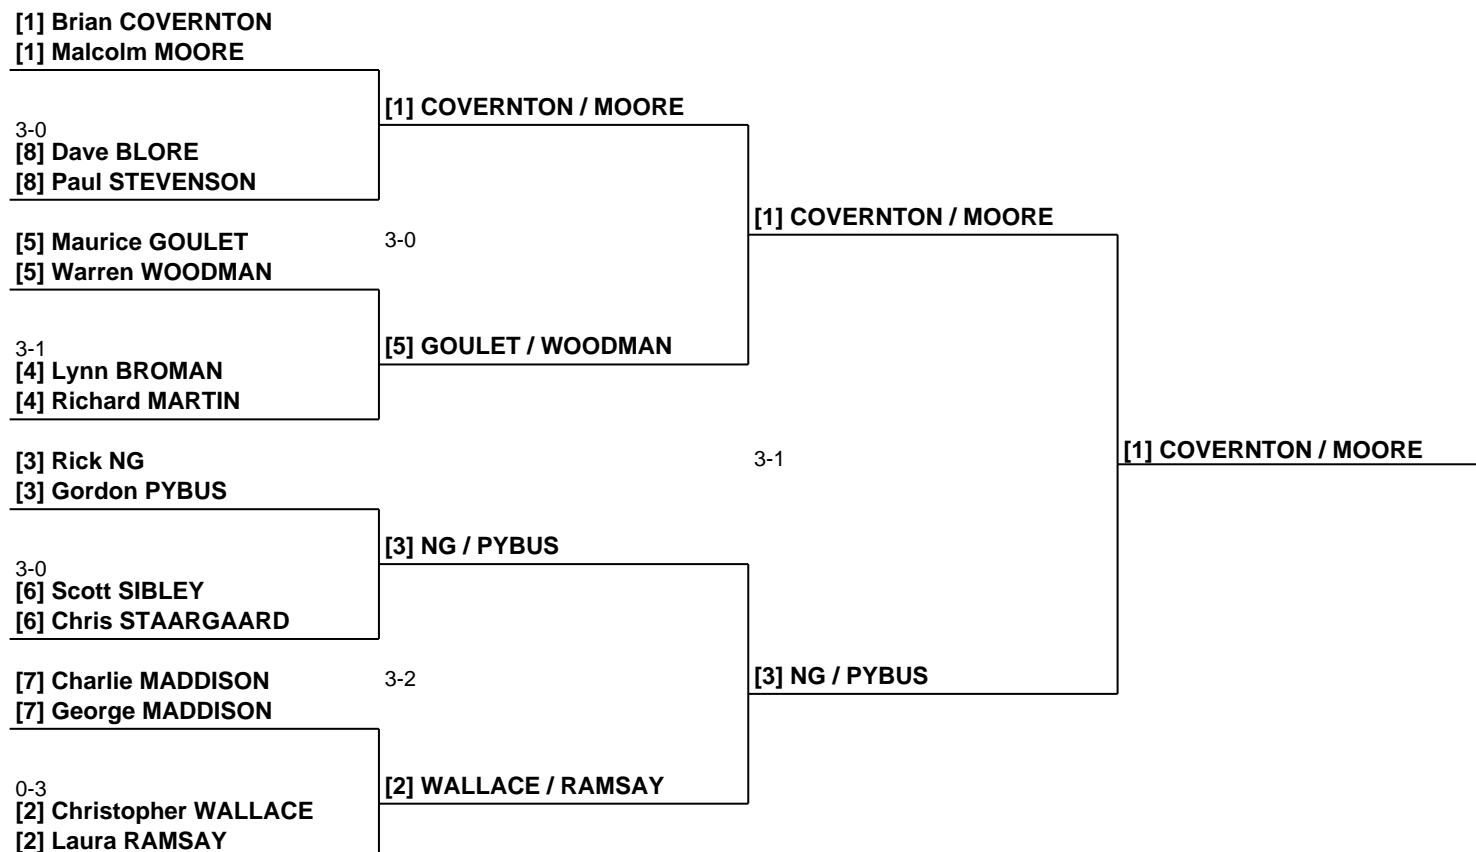 [1] Brian COVERNTON
[1] Malcolm MOORE
[1] COVERNTON / MOORE
3-0
[8] Dave BLORE
[8] Paul STEVENSON
[1] COVERNTON / MOORE
[5] Maurice GOULET
3-0
[5] Warren WOODMAN
3-1
[5] GOULET / WOODMAN
[4] Lynn BROMAN
[4] Richard MARTIN
[1] COVERNTON / MOORE
[3] Rick NG
3-1
[3] Gordon PYBUS
[3] NG / PYBUS
3-0
[6] Scott SIBLEY
[6] Chris STAARGAARD
[7] Charlie MADDISON
3-2
[3] NG / PYBUS
[7] George MADDISON
0-3
[2] WALLACE / RAMSAY
[2] Christopher WALLACE
[2] Laura RAMSAY